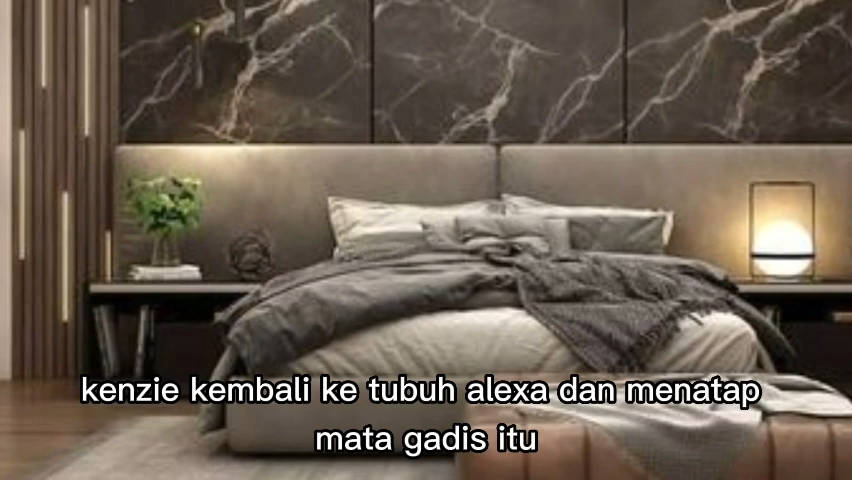 kenzie kembali ke tubuh alexa dan menatap
mata gadis itu